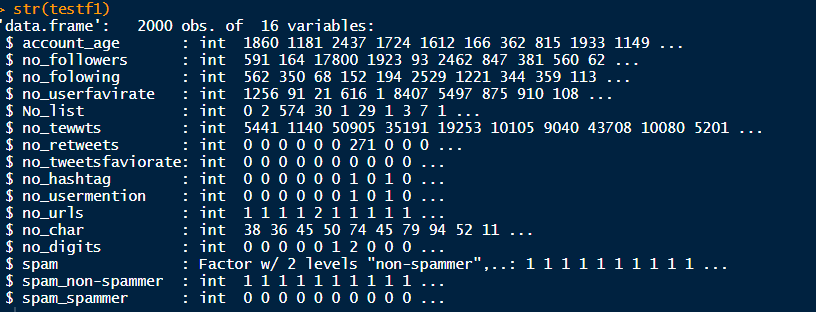 > str(testf1)
'data.frame':   2000 obs. of  16 variables:
 $ account_age        : int  1860 1181 2437 1724 1612 166 362 815 1933 1149 ...
 $ no_followers       : int  591 164 17800 1923 93 2462 847 381 560 62 ...
 $ no_folowing        : int  562 350 68 152 194 2529 1221 344 359 113 ...
 $ no_userfavirate    : int  1256 91 21 616 1 8407 5497 875 910 108 ...
 $ No_list            : int  0 2 574 30 1 29 1 3 7 1 ...
 $ no_tewwts          : int  5441 1140 50905 35191 19253 10105 9040 43708 10080 5201 ...
 $ no_retweets        : int  0 0 0 0 0 0 271 0 0 0 ...
 $ no_tweetsfaviorate: int  0 0 0 0 0 0 0 0 0 0 ...
 $ no_hashtag         : int  0 0 0 0 0 0 1 0 1 0 ...
 $ no_usermention     : int  0 0 0 0 0 0 1 0 1 0 ...
 $ no_urls            : int  1 1 1 1 2 1 1 1 1 1 ...
 $ no_char            : int  38 36 45 50 74 45 79 94 52 11 ...
 $ no_digits          : int  0 0 0 0 0 1 2 0 0 0 ...
 $ spam               : Factor w/ 2 levels "non-spammer",..: 1 1 1 1 1 1 1 1 1 1 ...
 $ spam_non-spammer   : int  1 1 1 1 1 1 1 1 1 1 ...
 $ spam_spammer       : int  0 0 0 0 0 0 0 0 0 0 ...